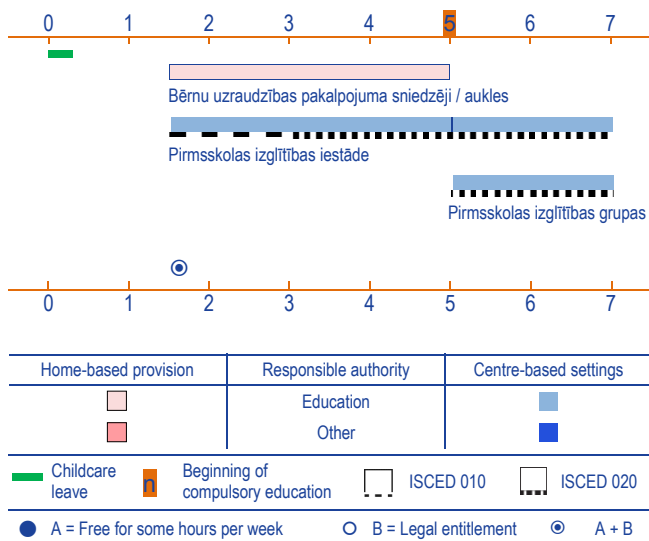 0 1 2 3 4 5 6 7
Bērnu uzraudzības pakalpojuma sniedzēji / aukles
Pirmsskolas izglītības iestāde
Pirmsskolas izglītības grupas
0 1 2 3 4 5 6 7
Home-based provision Responsible authority Centre-based settings
Education
Other
Childcare leave
n Beginning of compulsory education
ISCED 010
ISCED 020
A = Free for some hours per week B = Legal entitlement A + B